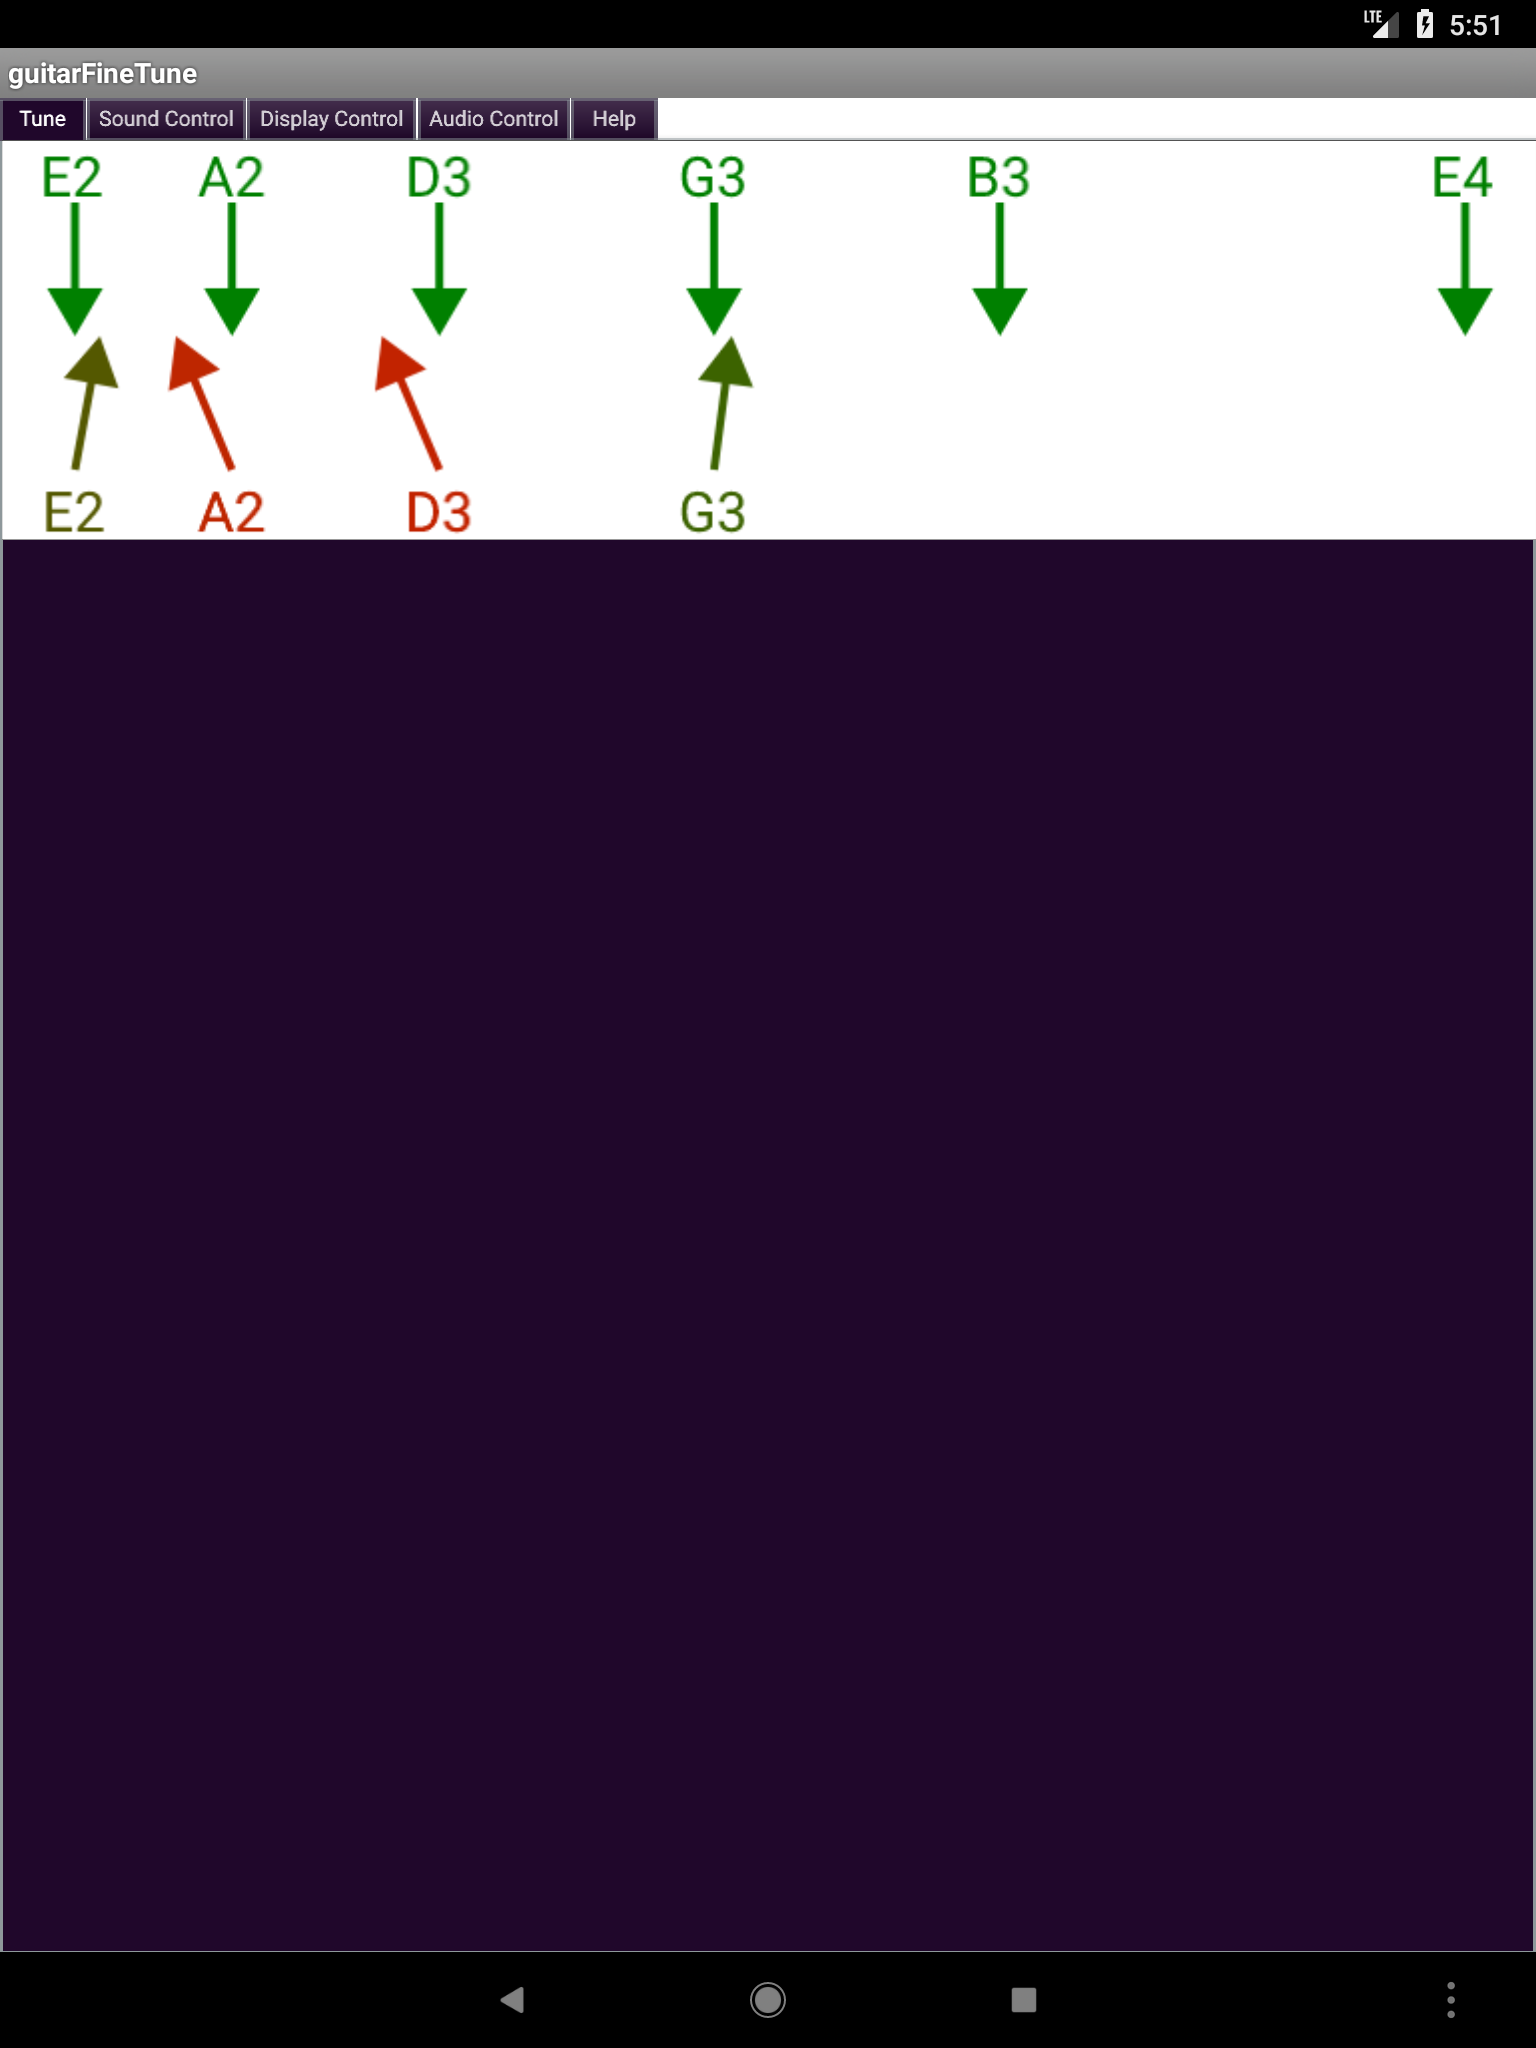 LTE 5:51
guitarFineTune
Tune Sound Control Display Control Audio Control Help
E2 A2 D3 G3 B3 E4
E2 A2 D3 G3